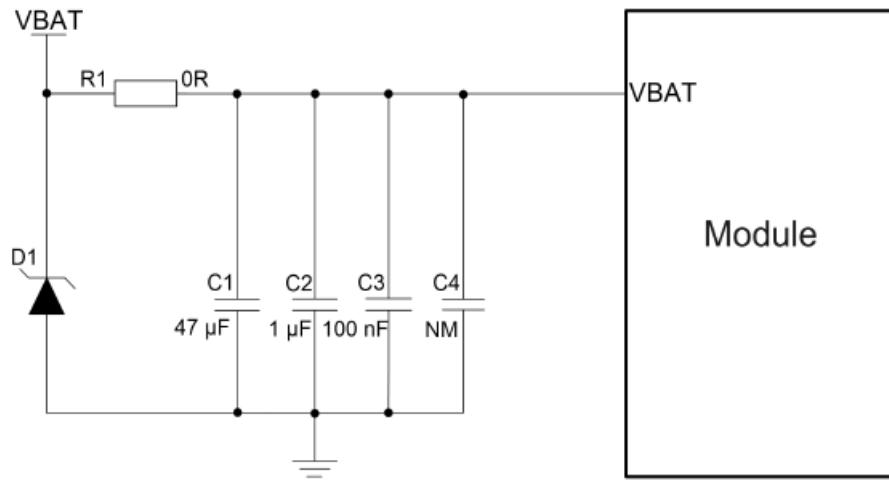 VBAT
R1 0R
VBAT
Module
D1
C1 C2 C3 C4
47 µF 1 µF 100 nF NM